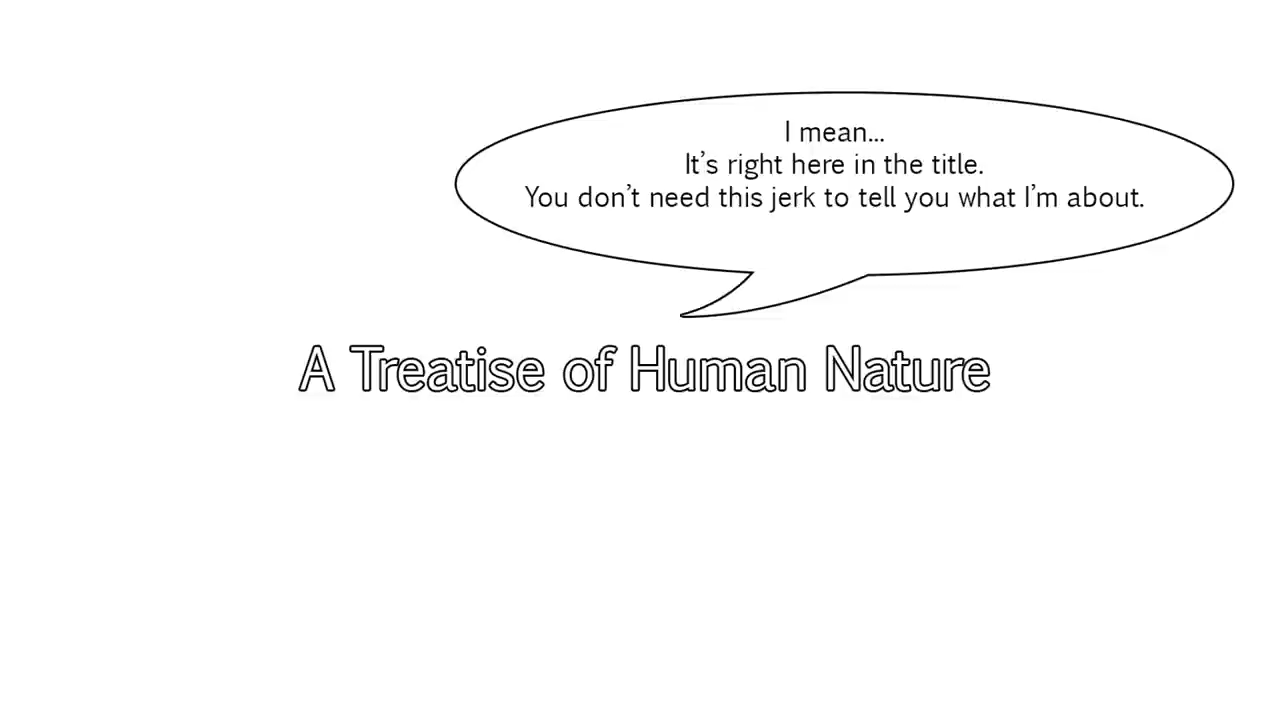 I mean...
It's right here in the title.
You don't need this jerk to tell you what I'm about.
A Treatise of Human Nature